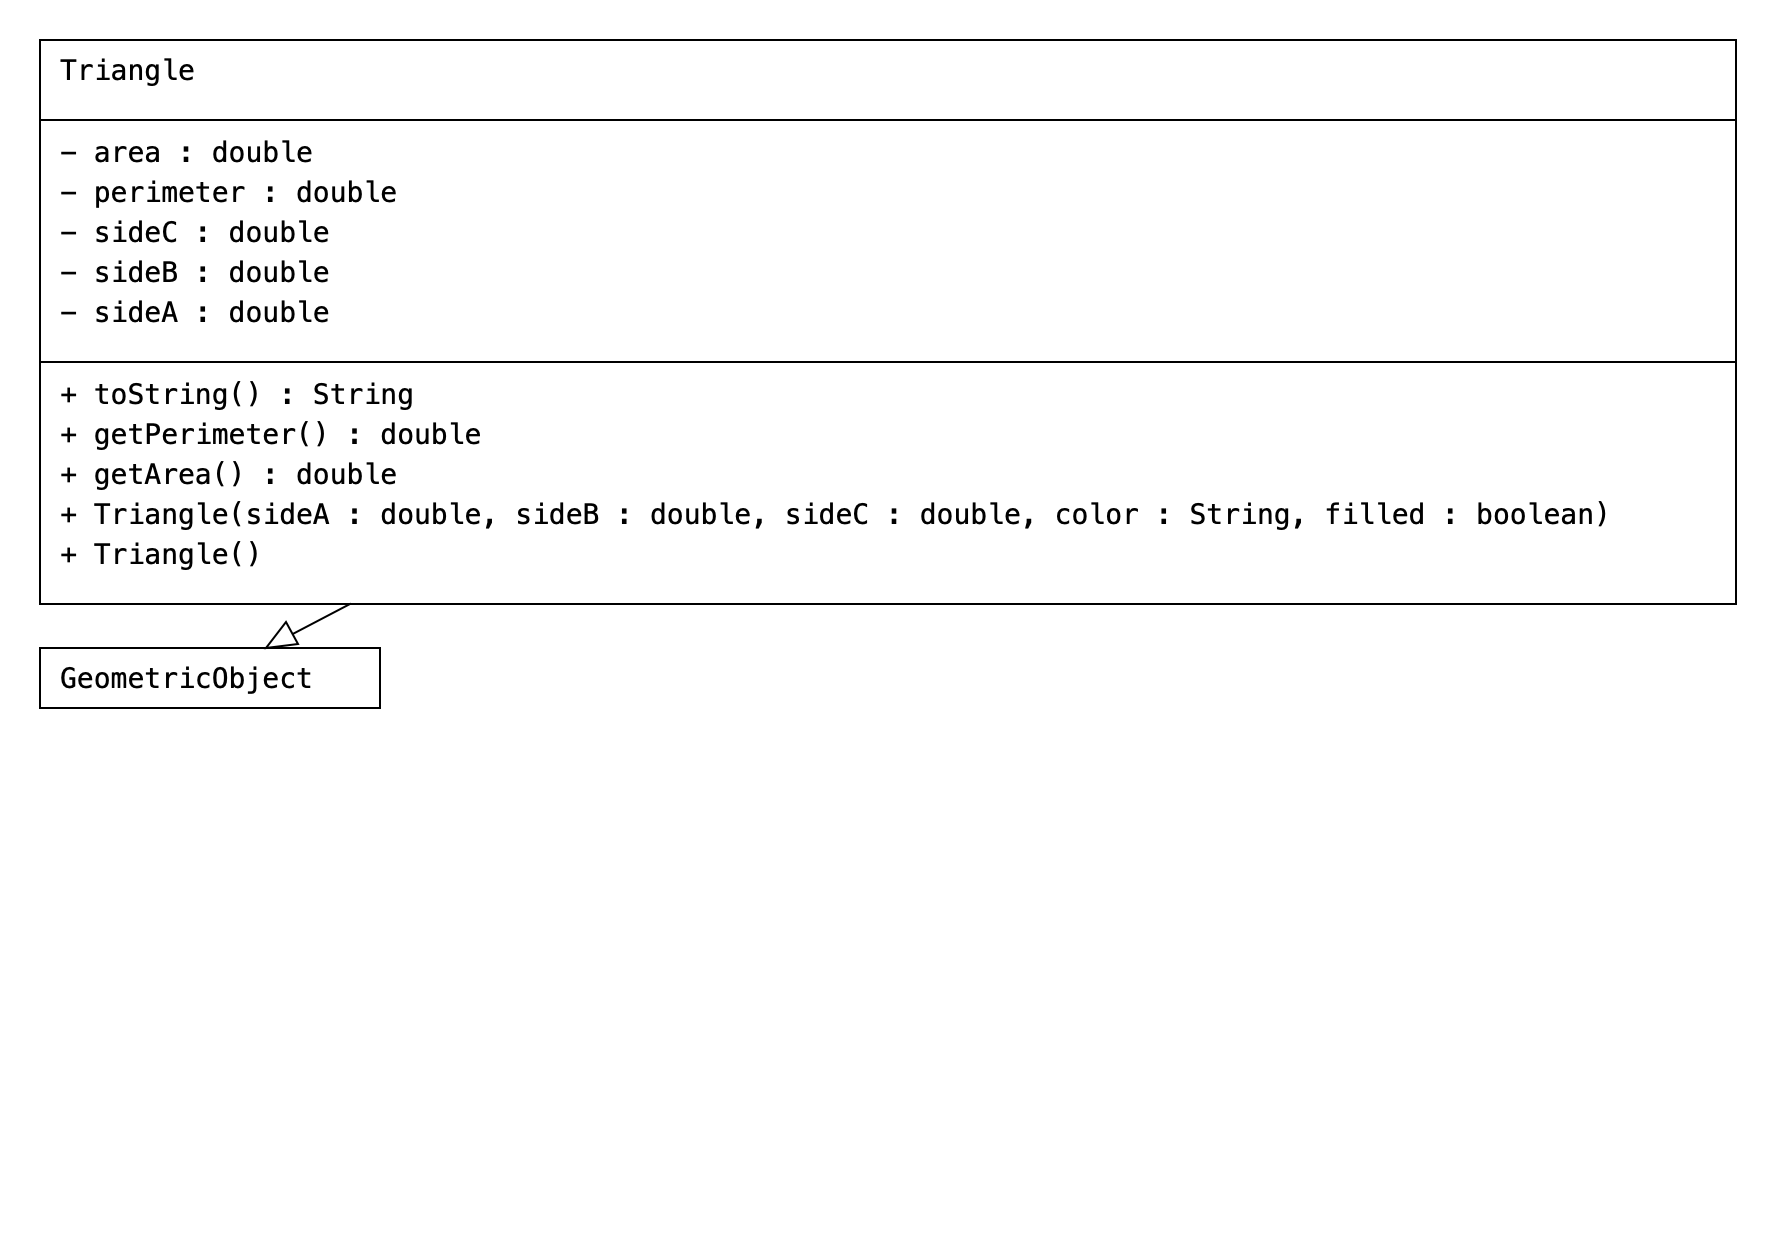 Triangle
- area : double
- perimeter : double
- sideC : double
- sideB : double
- sideA : double
+ toString() : String
+ getPerimeter() : double
+ getArea() : double
+ Triangle(sideA : double, sideB : double, sideC : double, color : String, filled : boolean)
+ Triangle()
GeometricObject